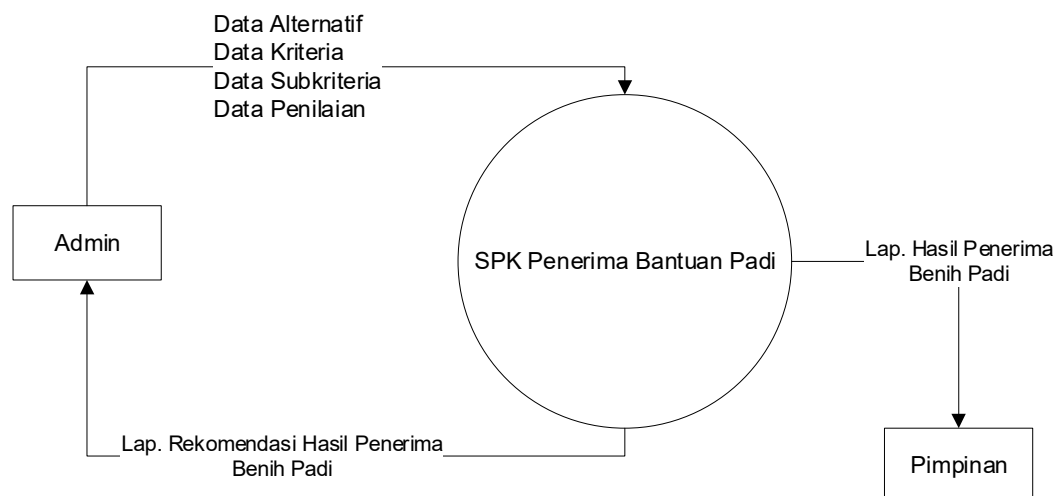 Data Alternatif
Data Kriteria
Data Subkriteria
Data Penilaian
Admin
SPK Penerima Bantuan Padi
Lap. Hasil Penerima
Benih Padi
Lap. Rekomendasi Hasil Penerima
Benih Padi
Pimpinan